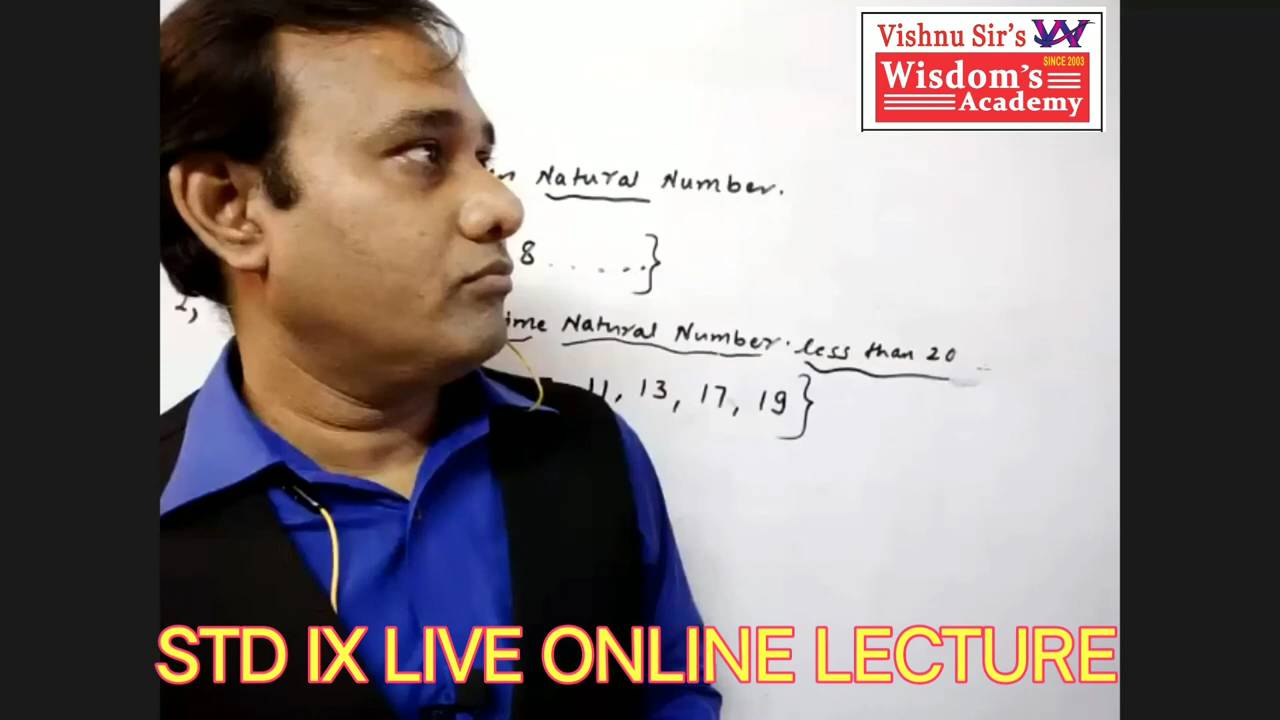 Vishnu Sir's
SINCE 2003
Wisdom's
Academy
Natural Number.
8 . . . . . . }
Natural Number. less than 20
11, 13, 17, 19}
STD IX LIVE ONLINE LECTURE